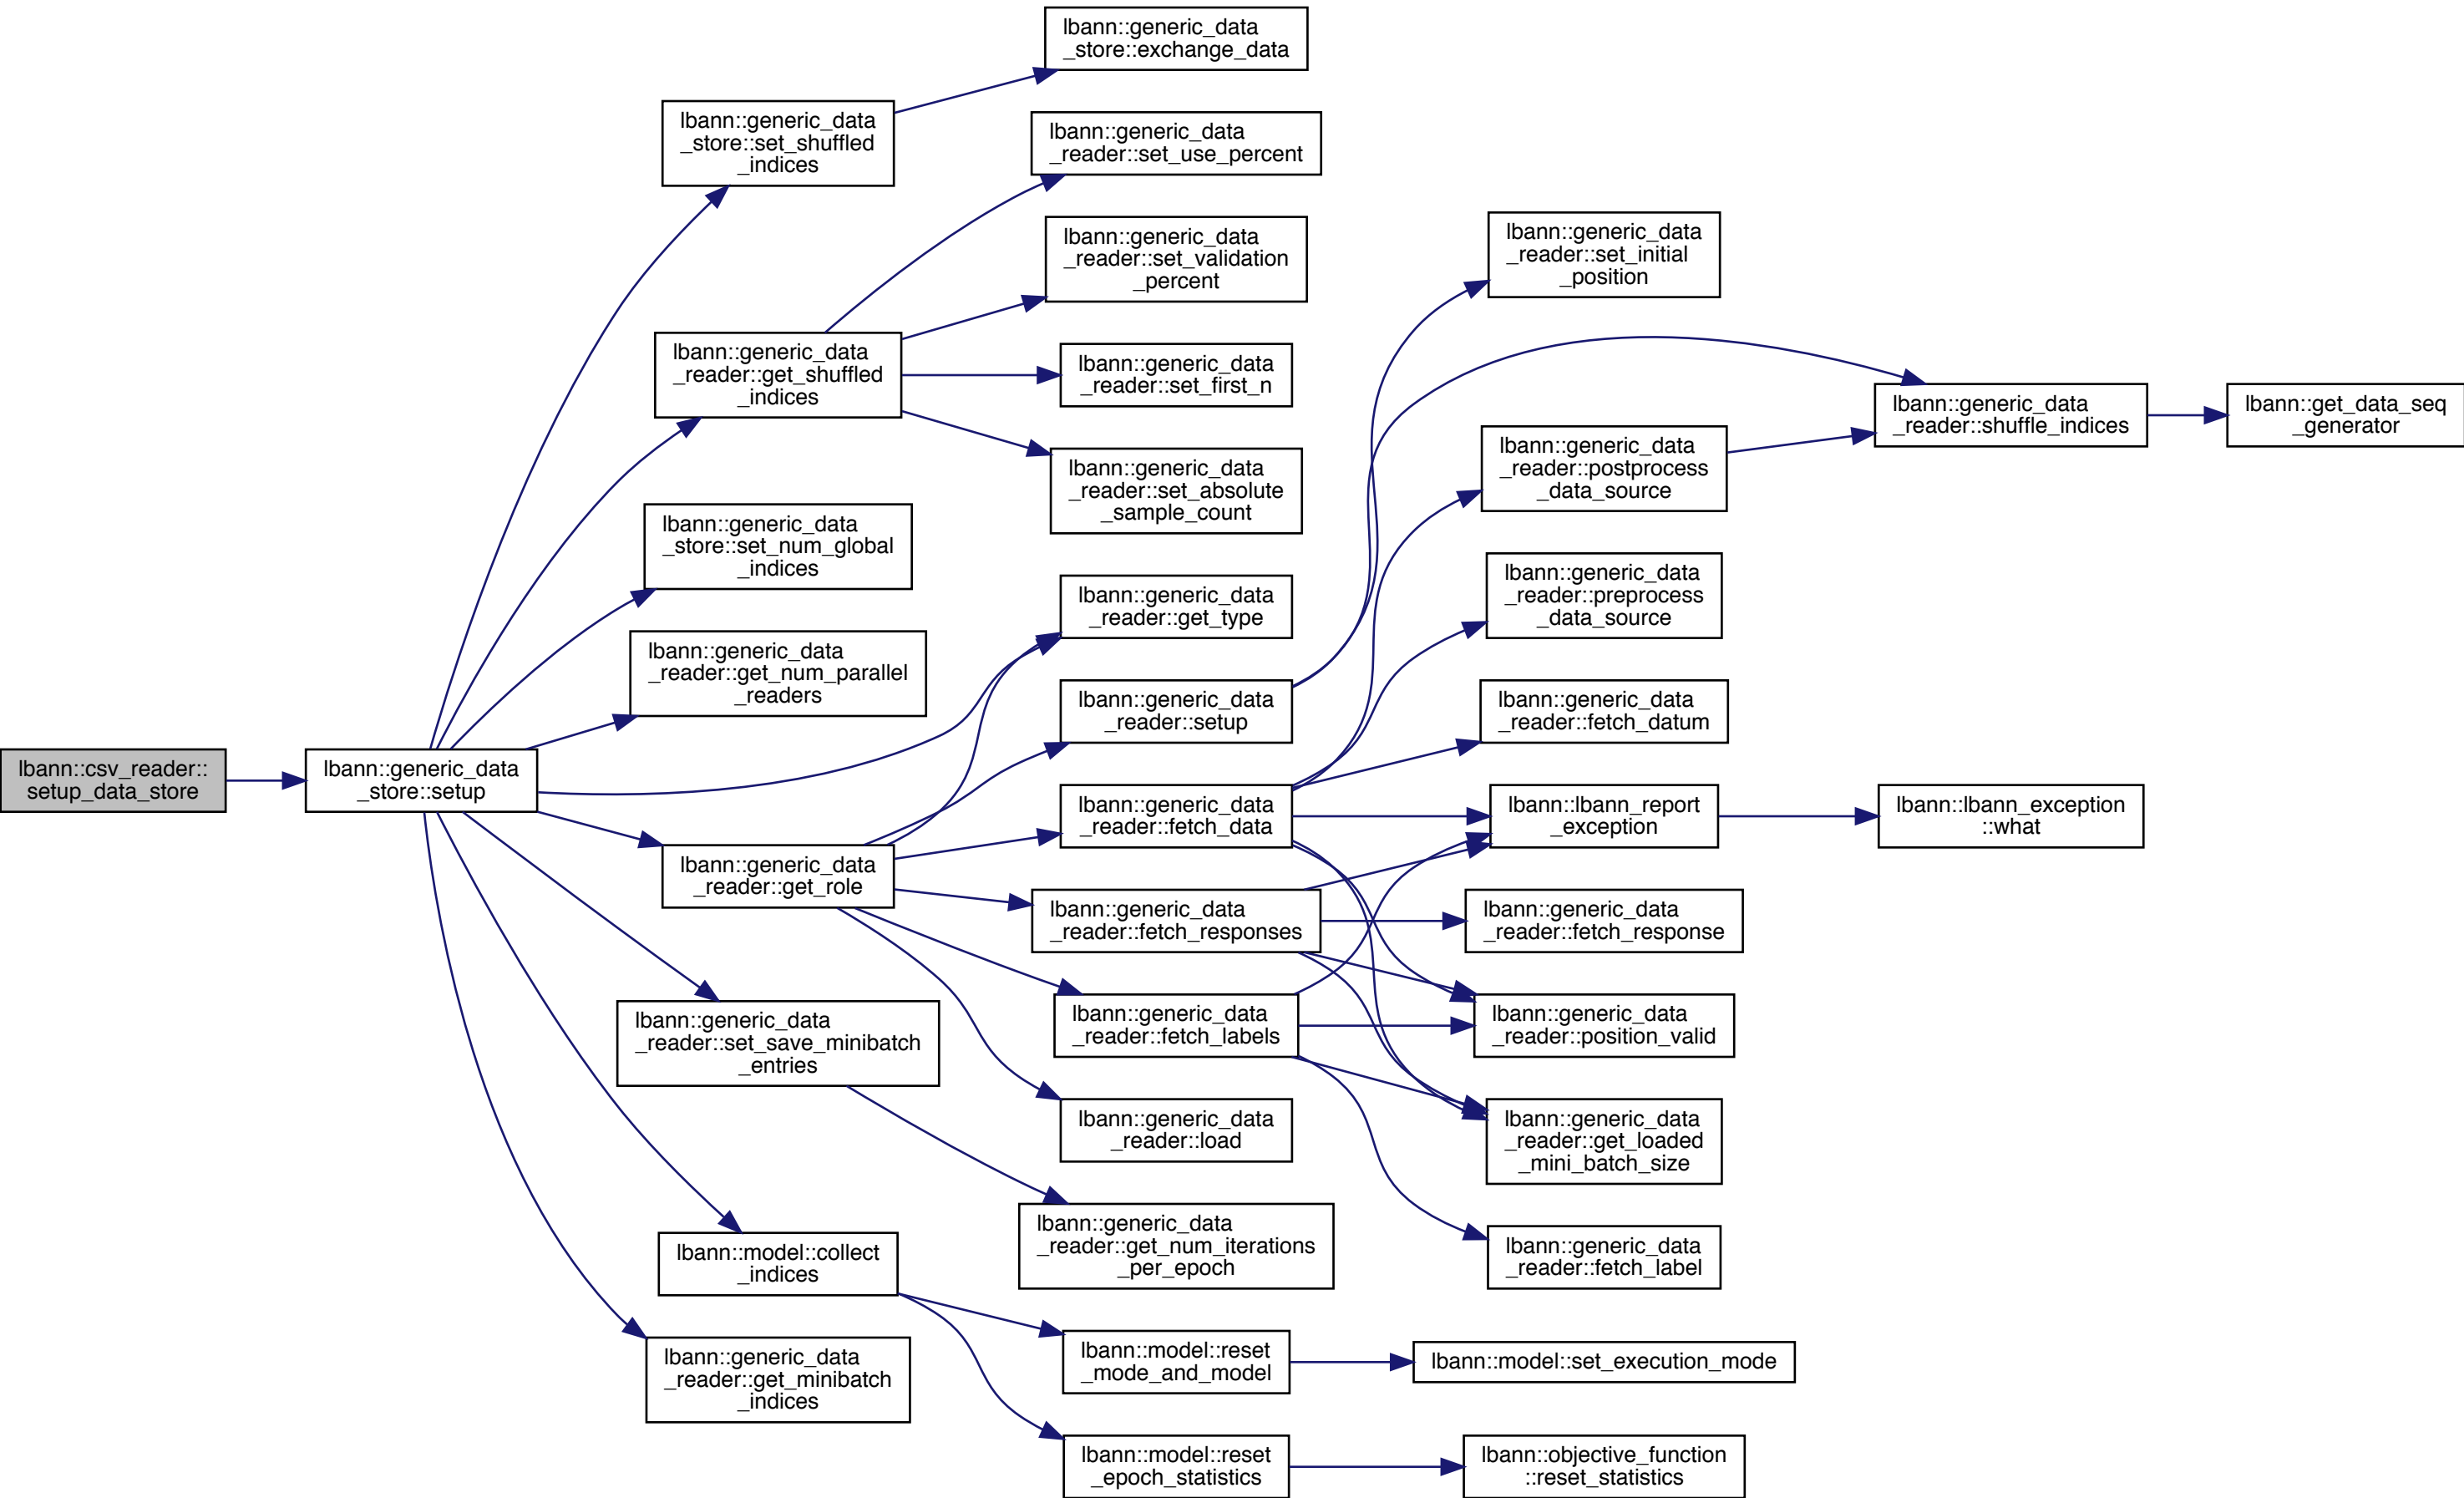 lbann::csv_reader::
setup_data_store
lbann::generic_data
_store::setup
lbann::generic_data
_store::set_shuffled
_indices
lbann::generic_data
_reader::get_shuffled
_indices
lbann::generic_data
_store::set_num_global
_indices
lbann::generic_data
_reader::get_num_parallel
_readers
lbann::generic_data
_reader::get_role
lbann::generic_data
_reader::set_save_minibatch
_entries
lbann::model::collect
_indices
lbann::generic_data
_reader::get_minibatch
_indices
lbann::generic_data
_store::exchange_data
lbann::generic_data
_reader::set_use_percent
lbann::generic_data
_reader::set_validation
_percent
lbann::generic_data
_reader::set_first_n
lbann::generic_data
_reader::set_absolute
_sample_count
lbann::generic_data
_reader::get_type
lbann::generic_data
_reader::setup
lbann::generic_data
_reader::fetch_data
lbann::generic_data
_reader::fetch_responses
lbann::generic_data
_reader::fetch_labels
lbann::generic_data
_reader::load
lbann::generic_data
_reader::get_num_iterations
_per_epoch
lbann::model::reset
_mode_and_model
lbann::model::reset
_epoch_statistics
lbann::generic_data
_reader::set_initial
_position
lbann::generic_data
_reader::postprocess
_data_source
lbann::generic_data
_reader::preprocess
_data_source
lbann::generic_data
_reader::fetch_datum
lbann::lbann_report
_exception
lbann::generic_data
_reader::fetch_response
lbann::generic_data
_reader::position_valid
lbann::generic_data
_reader::get_loaded
_mini_batch_size
lbann::generic_data
_reader::fetch_label
lbann::model::set_execution_mode
lbann::objective_function
::reset_statistics
lbann::generic_data
_reader::shuffle_indices
lbann::lbann_exception
::what
lbann::get_data_seq
_generator